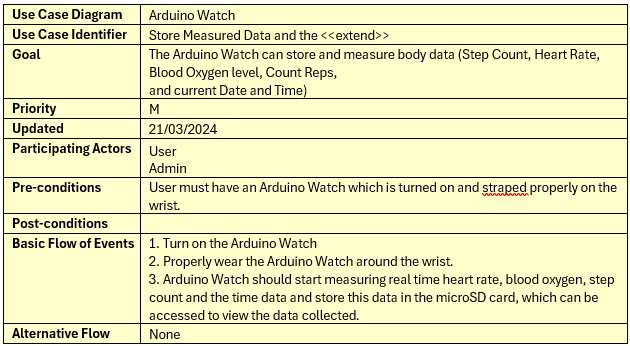 Use Case Diagram Arduino Watch
Use Case Identifier Store Measured Data and the <<extend>>
Goal The Arduino Watch can store and measure body data (Step Count, Heart Rate,
Blood Oxygen level, Count Reps,
and current Date and Time)
Priority M
Updated 21/03/2024
Participating Actors User
Admin
Pre-conditions User must have an Arduino Watch which is turned on and straped properly on the
wrist.
Post-conditions
Basic Flow of Events 1. Turn on the Arduino Watch
2. Properly wear the Arduino Watch around the wrist.
3. Arduino Watch should start measuring real time heart rate, blood oxygen, step
count and the time data and store this data in the microSD card, which can be
accessed to view the data collected.
Alternative Flow None